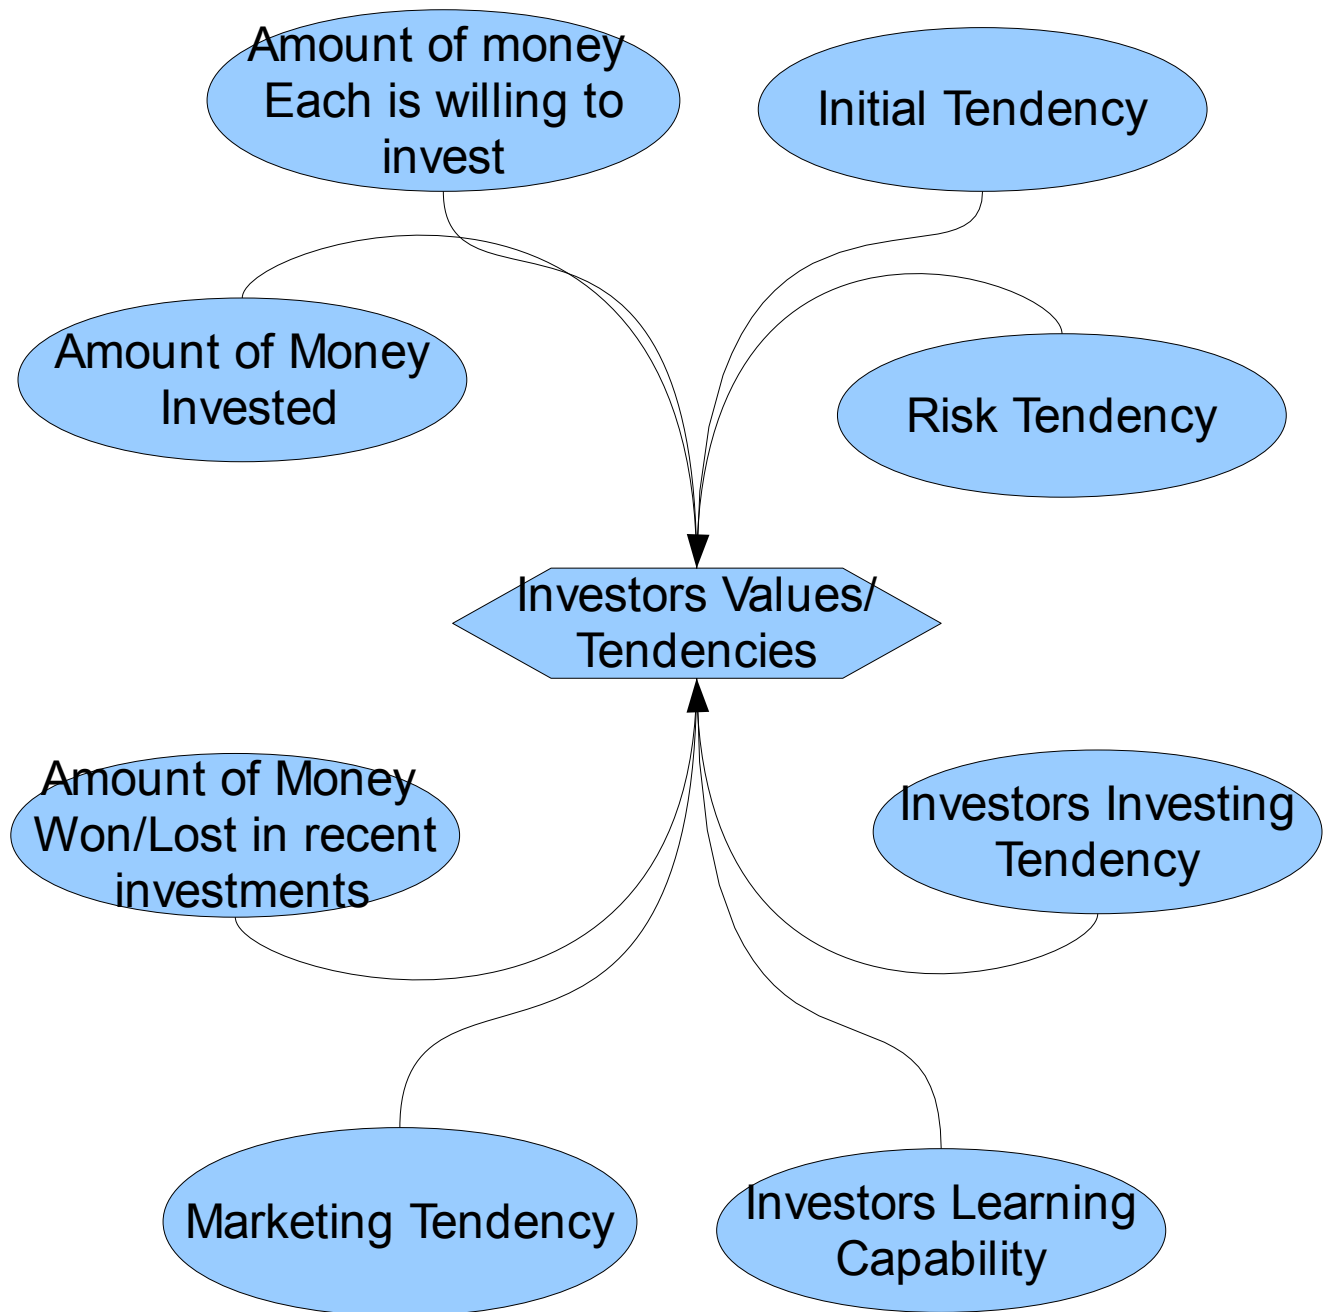 Amount of money
Each is willing to
invest
Initial Tendency
Amount of Money
Invested
Risk Tendency
Investors Values/
Tendencies
Amount of Money
Won/Lost in recent
investments
Investors Investing
Tendency
Marketing Tendency
Investors Learning
Capability